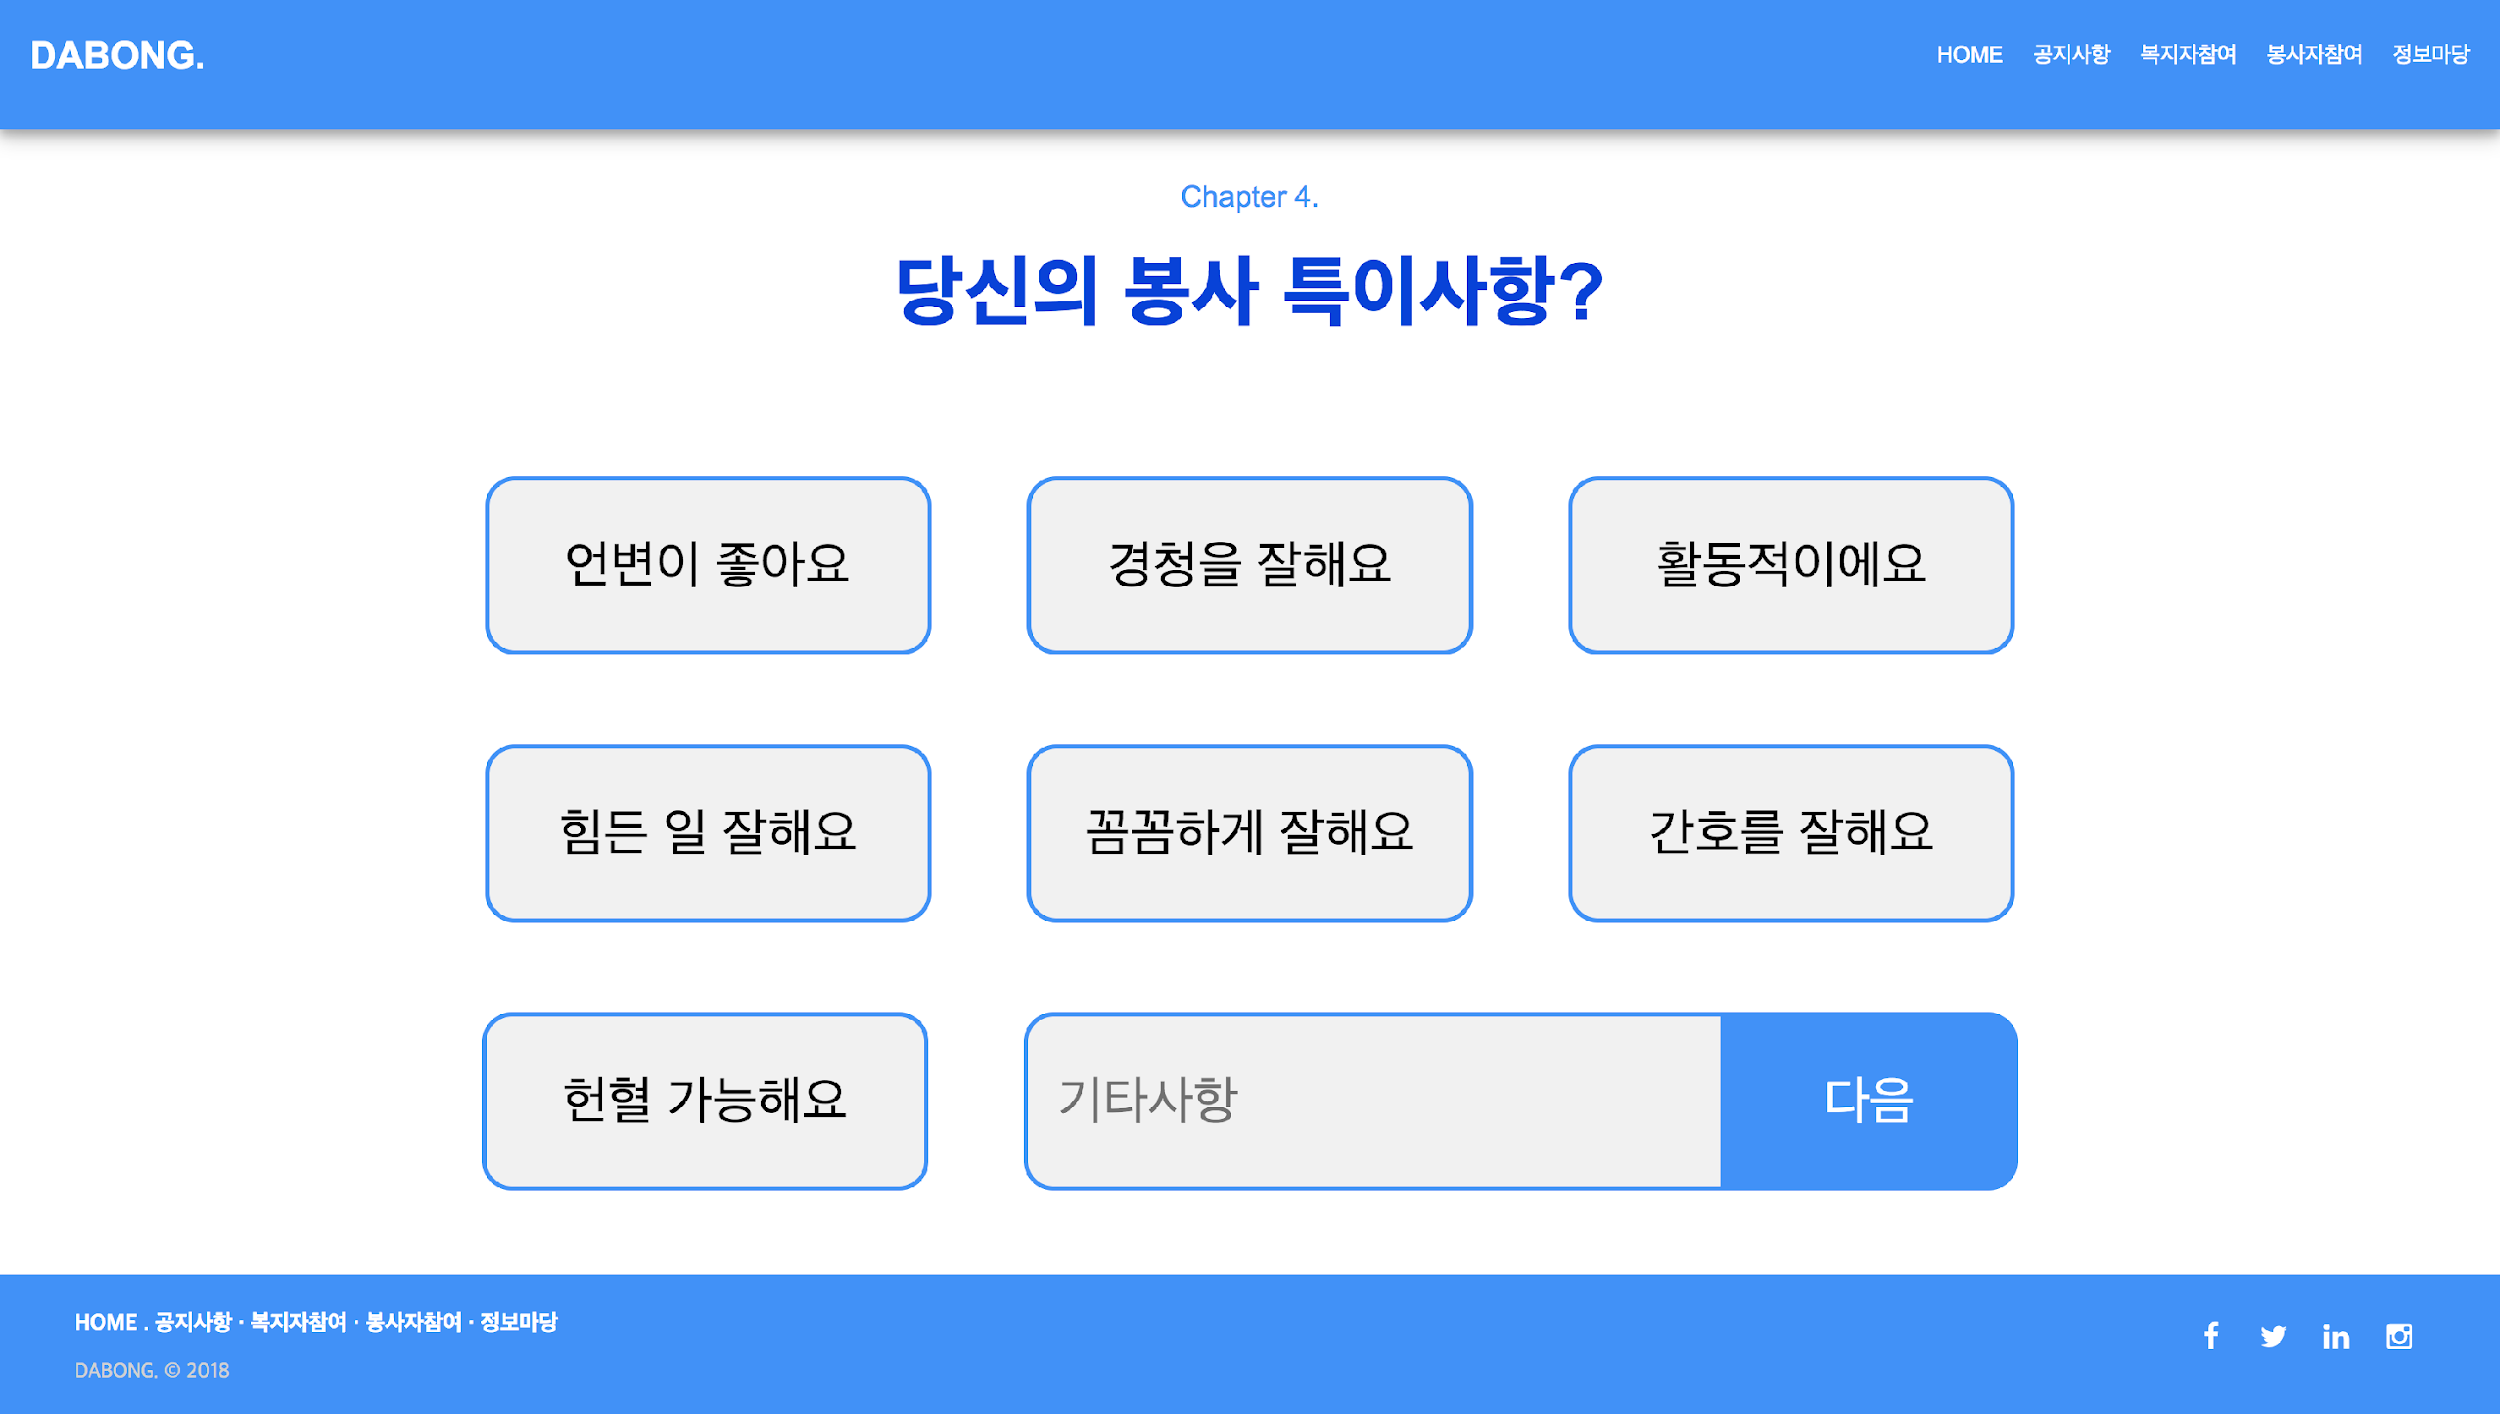 DABONG.
HOME 공지사항 복지자참여 봉사자참여 정보마당
Chapter 4.
당신의 봉사 특이사항?
언변이 좋아요
경청을 잘해요
활동적이에요
힘든 일 잘해요
꼼꼼하게 잘해요
간호를 잘해요
헌혈 가능해요
기타사항
다음
HOME . 공지사항 · 복지자참여 · 봉사자참여 · 정보마당
DABONG. © 2018